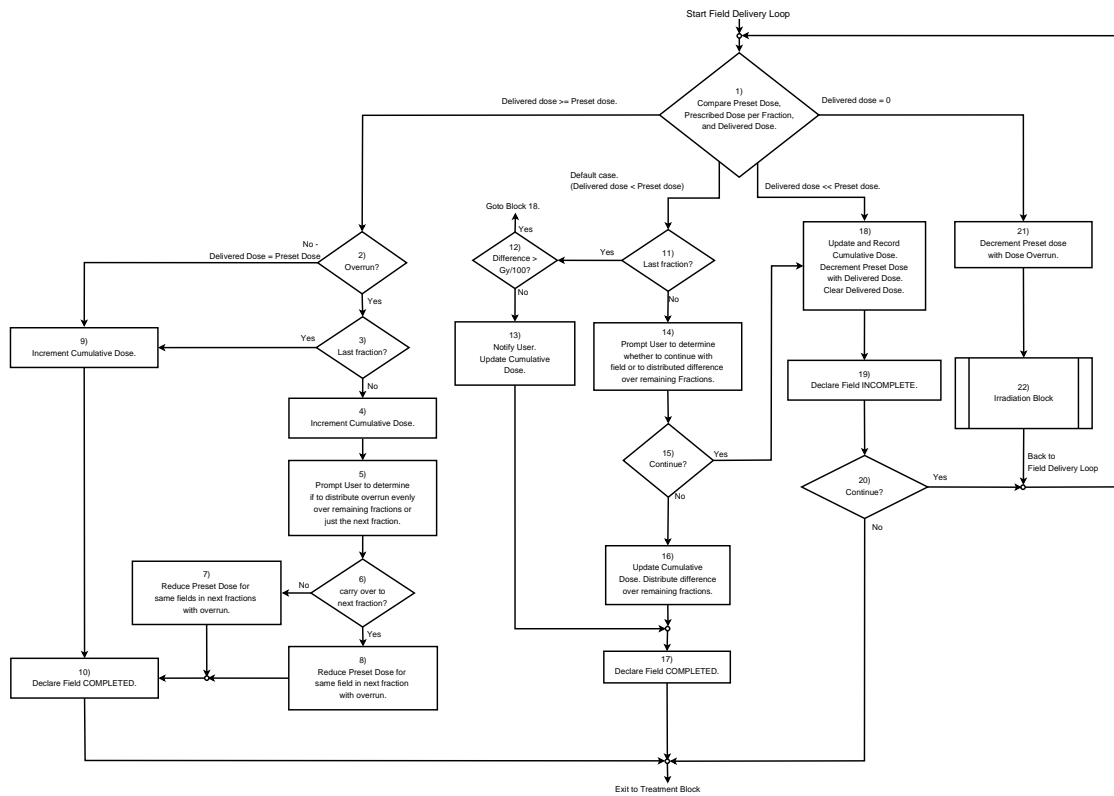 Start Field Delivery Loop
1)
Compare Preset Dose,
Prescribed Dose per Fraction,
and Delivered Dose.
Delivered dose >= Preset dose.
Delivered dose = 0
Default case.
(Delivered dose < Preset dose)
Delivered dose << Preset dose.
Goto Block 18.
Yes
No -
Delivered Dose = Preset Dose
2)
Overrun?
Yes
12)
Difference >
Gy/100?
No
Yes
11)
Last fraction?
No
18)
Update and Record
Cumulative Dose.
Decrement Preset Dose
with Delivered Dose.
Clear Delivered Dose.
21)
Decrement Preset dose
with Dose Overrun.
9)
Increment Cumulative Dose.
Yes
3)
Last fraction?
No
13)
Notify User.
Update Cumulative
Dose.
14)
Prompt User to determine
whether to continue with
field or to distributed difference
over remaining Fractions.
19)
Declare Field INCOMPLETE.
22)
Irradiation Block
4)
Increment Cumulative Dose.
15)
Continue?
Yes
No
Back to
Field Delivery Loop
5)
Prompt User to determine
if to distribute overrun evenly
over remaining fractions or
just the next fraction.
20)
Continue?
Yes
No
7)
Reduce Preset Dose for
same fields in next fractions
with overrun.
No
6)
carry over to
next fraction?
Yes
16)
Update Cumulative
Dose. Distribute difference
over remaining fractions.
10)
Declare Field COMPLETED.
8)
Reduce Preset Dose for
same field in next fraction
with overrun.
17)
Declare Field COMPLETED.
Exit to Treatment Block